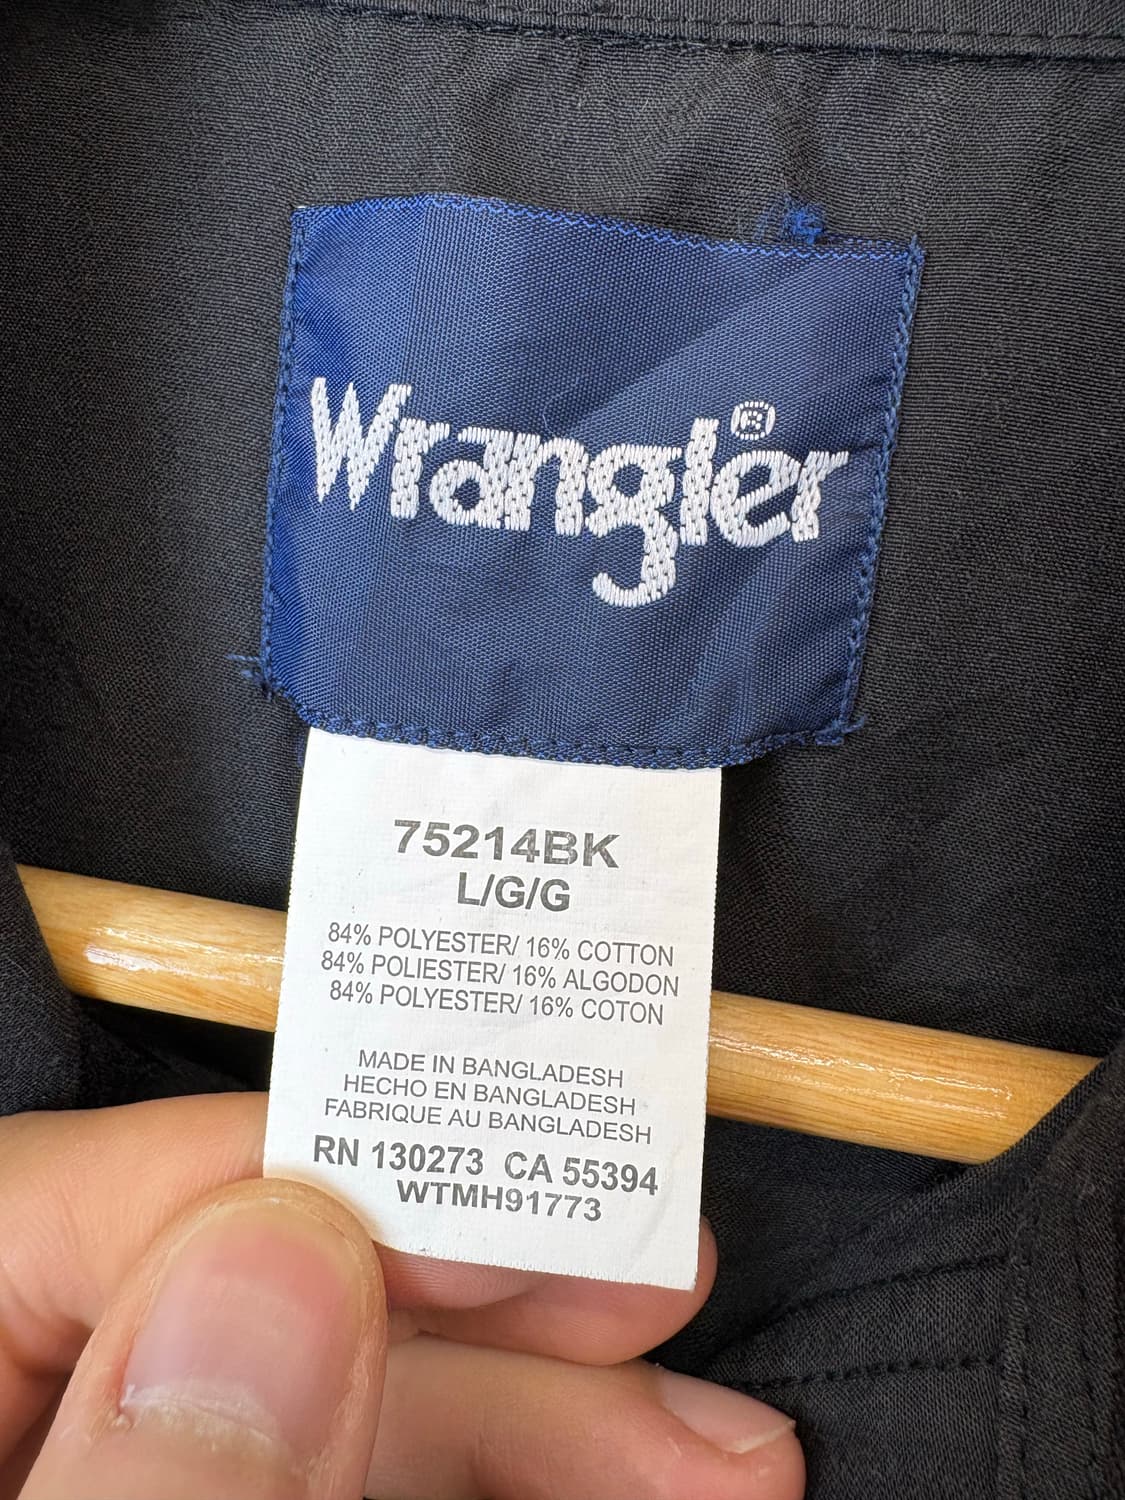 Wrangler®
75214BK
L/G/G
84% POLYESTER/ 16% COTTON
84% POLIESTER/ 16% ALGODON
84% POLYESTER/ 16% COTON
MADE IN BANGLADESH
HECHO EN BANGLADESH
FABRIQUE AU BANGLADESH
RN 130273 CA 55394
WTMH91773